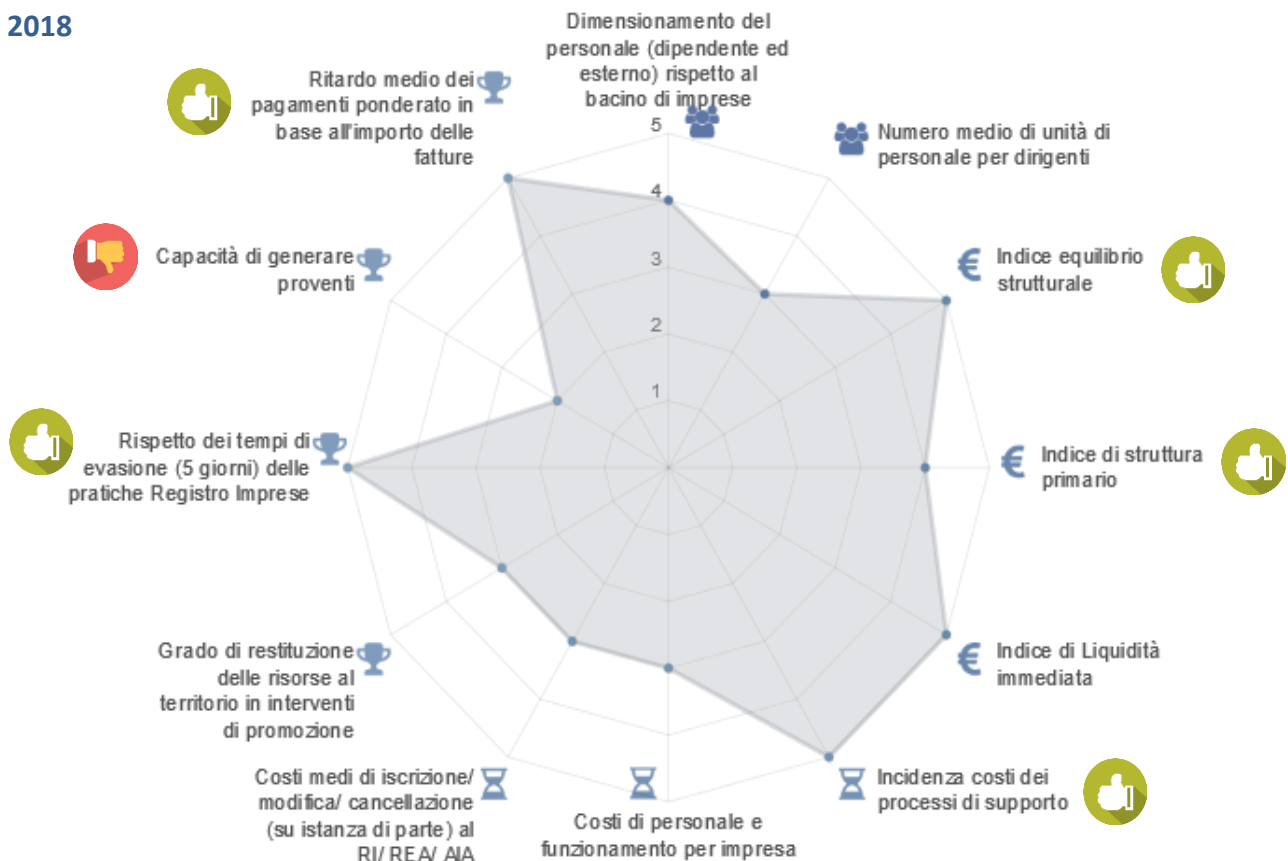 2018
Dimensionamento del
personale (dipendente ed
esterno) rispetto al
bacino di imprese
Numero medio di unità di
personale per dirigenti
€ Indice equilibrio
strutturale
€ Indice di struttura
primario
€ Indice di Liquidità
immediata
Incidenza costi dei
processi di supporto
Costi di personale e
funzionamento per impresa
Costi medi di iscrizione/
modifica/ cancellazione
(su istanza di parte) al
RI/ REA/ AIA
Grado di restituzione
delle risorse al
territorio in interventi
di promozione
Rispetto dei tempi di
evasione (5 giorni) delle
pratiche Registro Imprese
Capacità di generare
proventi
Ritardo medio dei
pagamenti ponderato in
base all'importo delle
fatture
5
4
3
2
1